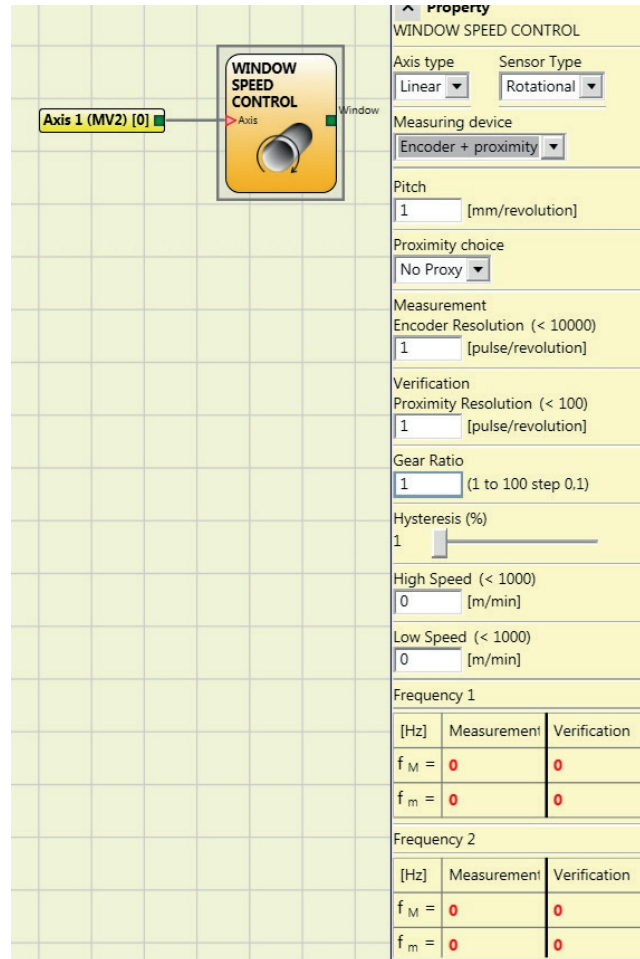 Property
WINDOW SPEED CONTROL
Axis type Sensor Type
Linear Rotational
Measuring device
Encoder + proximity
Pitch
1 [mm/revolution]
Proximity choice
No Proxy
Measurement
Encoder Resolution (< 10000)
1 [pulse/revolution]
Verification
Proximity Resolution (< 100)
1 [pulse/revolution]
Gear Ratio
1 (1 to 100 step 0,1)
Hysteresis (%)
1
High Speed (< 1000)
0 [m/min]
Low Speed (< 1000)
0 [m/min]
Frequency 1
[Hz] Measurement Verification
f M = 0 0
f m = 0 0
Frequency 2
[Hz] Measurement Verification
f M = 0 0
f m = 0 0
WINDOW
SPEED
CONTROL
Axis
Window
Axis 1 (MV2) [0]